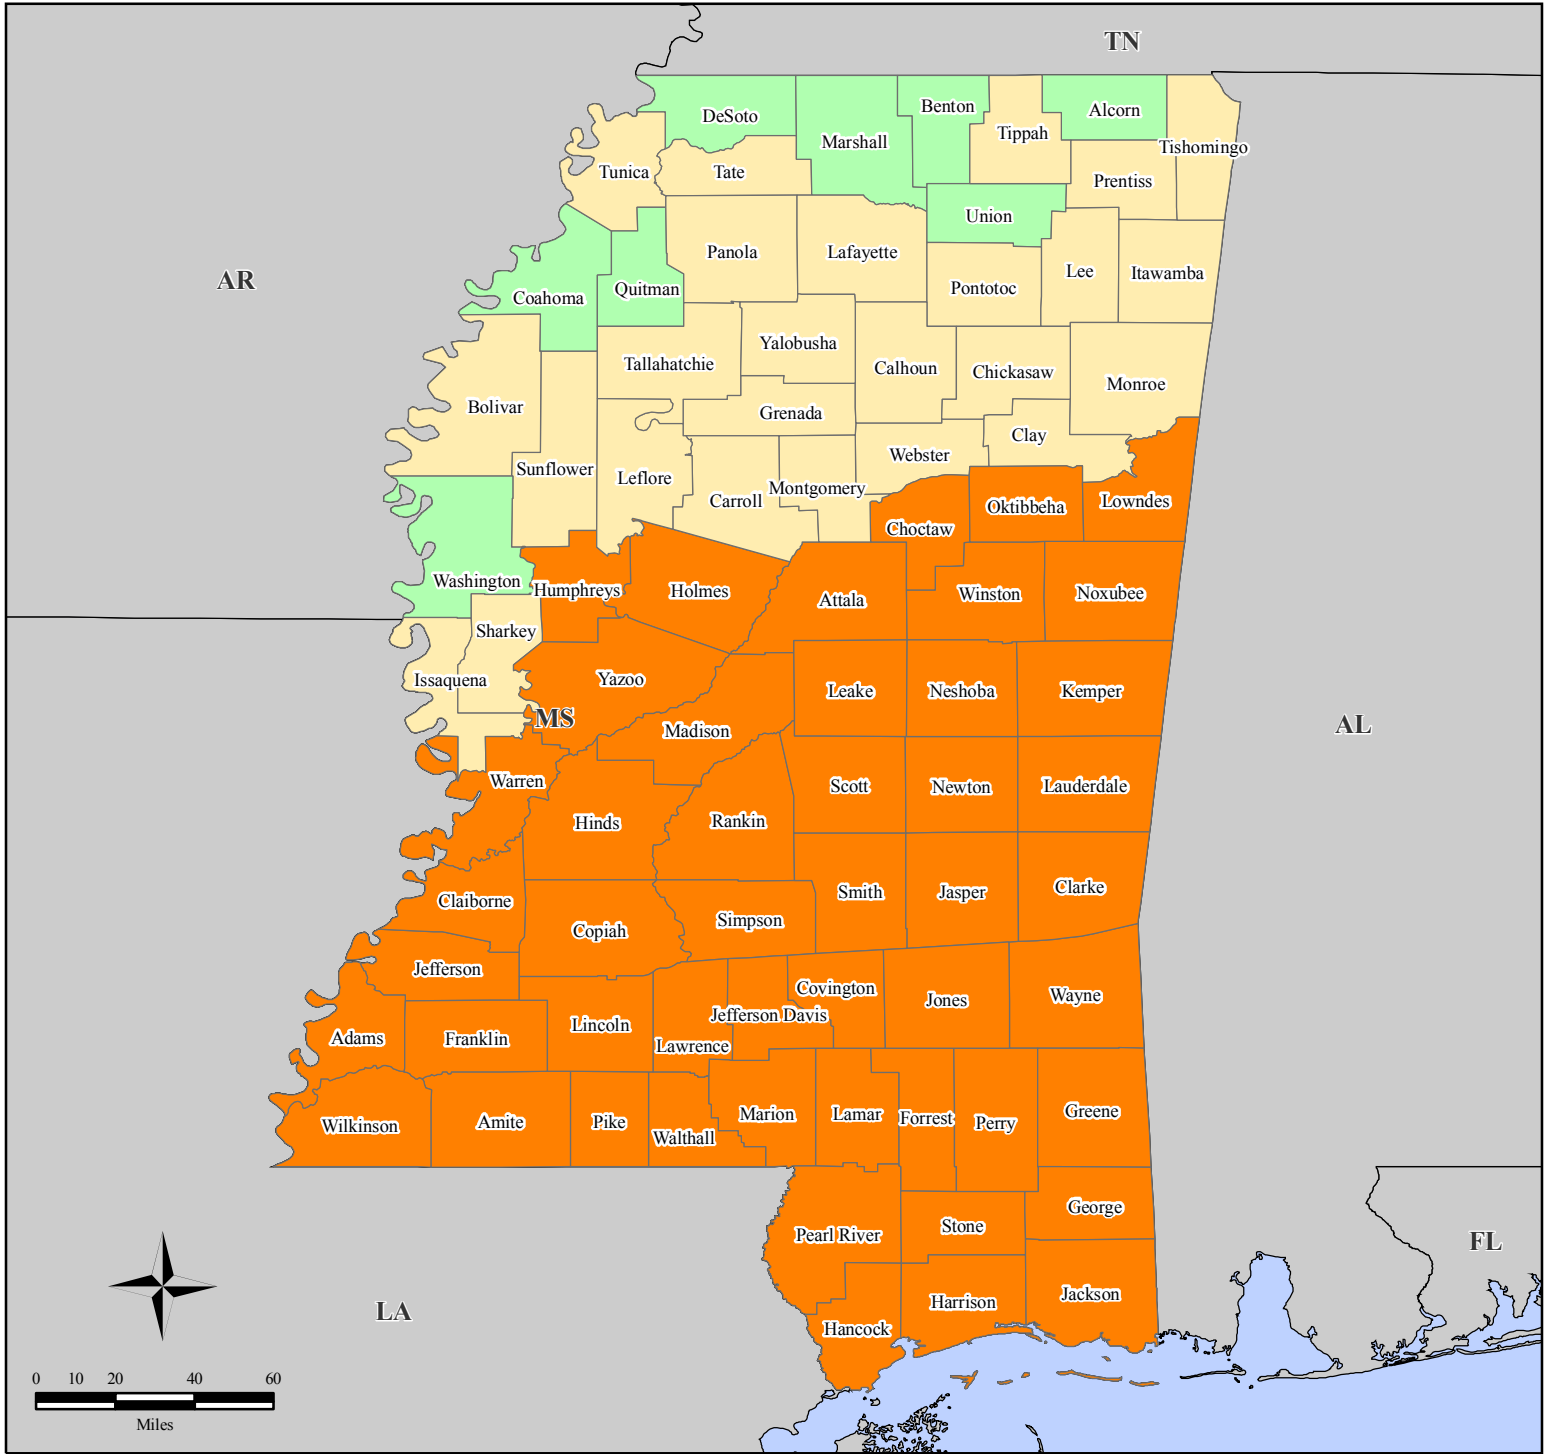 TN
DeSoto
Benton
Alcorn
Marshall
Tippah
Tishomingo
Tunica
Tate
Prentiss
Union
Panola
Lafayette
Lee
Itawamba
AR
Coahoma
Quitman
Pontotoc
Yalobusha
Tallahatchie
Calhoun
Chickasaw
Monroe
Bolivar
Grenada
Clay
Webster
Sunflower
Leflore
Montgomery
Carroll
Lowndes
Oktibbeha
Choctaw
Washington
Humphreys
Holmes
Attala
Winston
Noxubee
Sharkey
Issaquena
Yazoo
Leake
Neshoba
Kemper
MS
Madison
AL
Warren
Scott
Newton
Lauderdale
Hinds
Rankin
Smith
Jasper
Clarke
Claiborne
Copiah
Simpson
Jefferson
Covington
Jones
Wayne
Jefferson Davis
Adams
Franklin
Lincoln
Lawrence
Wilkinson
Amite
Pike
Walthall
Marion
Lamar
Forrest
Perry
Greene
George
Pearl River
Stone
FL
Jackson
Harrison
LA
Hancock
0 10 20 40 60
Miles